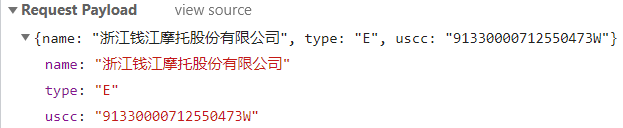 Request Payload view source
{name: "浙江钱江摩托股份有限公司", type: "E", uscc: "91330000712550473W"}
name: "浙江钱江摩托股份有限公司"
type: "E"
uscc: "91330000712550473W"